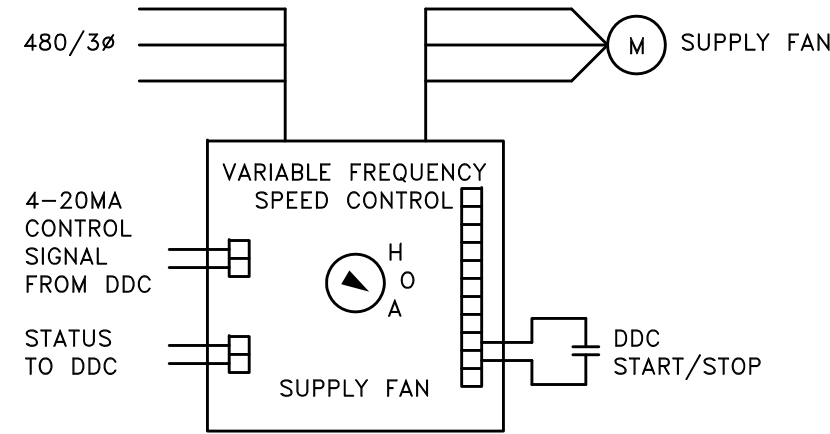 480/3ø
M
SUPPLY FAN
VARIABLE FREQUENCY
SPEED CONTROL
4-20MA
CONTROL
SIGNAL
FROM DDC
H
O
A
STATUS
TO DDC
DDC
START/STOP
SUPPLY FAN